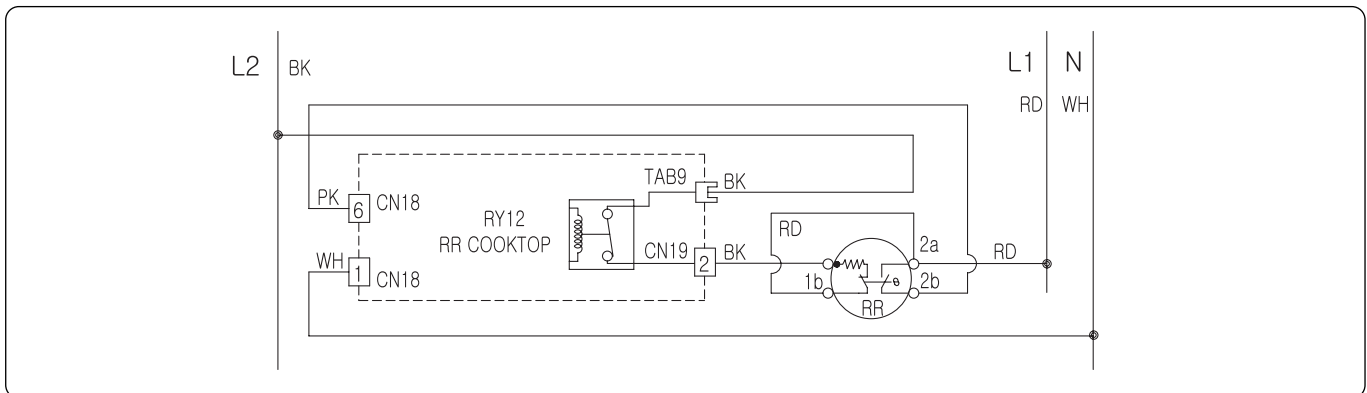 L2 BK
L1 N
RD WH
TAB9 BK
PK
6 CN18
RY12
RR COOKTOP
RD
2a
RD
CN19 2 BK
WH
1 CN18
1b
θ
2b
RR